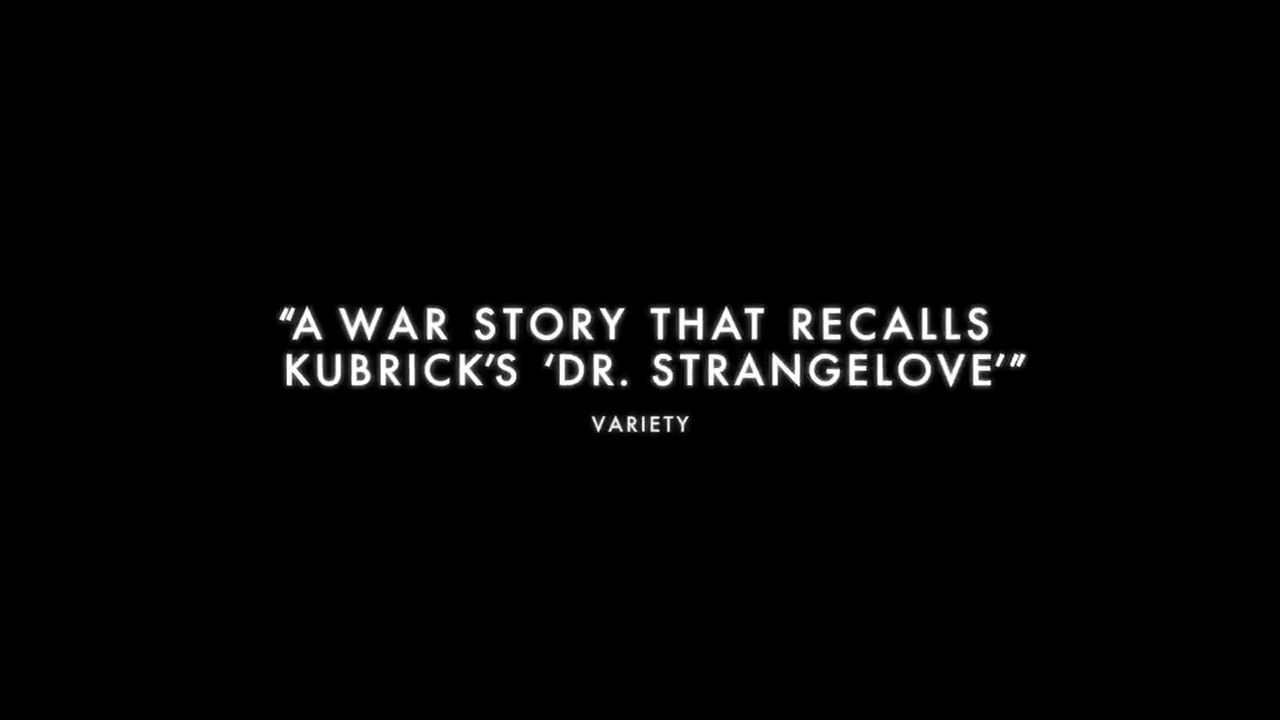 “A WAR STORY THAT RECALLS
KUBRICK’S ‘DR. STRANGELOVE’”
VARIETY